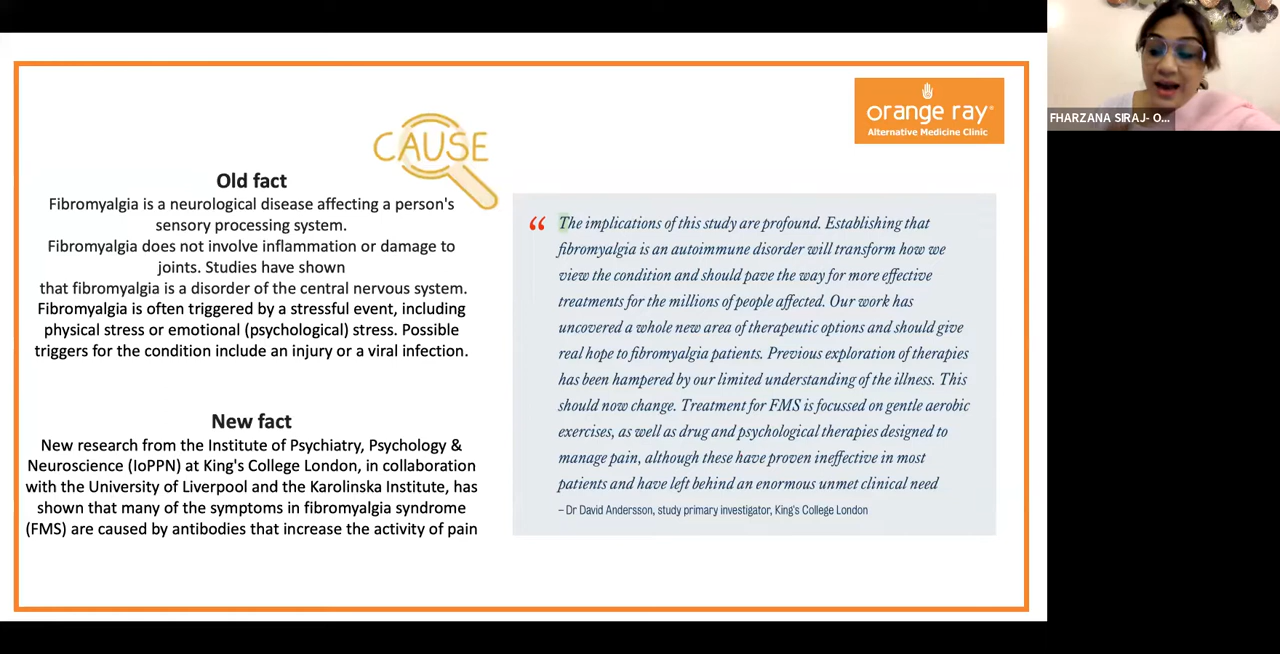 CAUSE
orange ray®
Alternative Medicine Clinic
Old fact
Fibromyalgia is a neurological disease affecting a person's
sensory processing system.
Fibromyalgia does not involve inflammation or damage to
joints. Studies have shown
that fibromyalgia is a disorder of the central nervous system.
Fibromyalgia is often triggered by a stressful event, including
physical stress or emotional (psychological) stress. Possible
triggers for the condition include an injury or a viral infection.
New fact
New research from the Institute of Psychiatry, Psychology &
Neuroscience (IoPPN) at King's College London, in collaboration
with the University of Liverpool and the Karolinska Institute, has
shown that many of the symptoms in fibromyalgia syndrome
(FMS) are caused by antibodies that increase the activity of pain
“ The implications of this study are profound. Establishing that
fibromyalgia is an autoimmune disorder will transform how we
view the condition and should pave the way for more effective
treatments for the millions of people affected. Our work has
uncovered a whole new area of therapeutic options and should give
real hope to fibromyalgia patients. Previous exploration of therapies
has been hampered by our limited understanding of the illness. This
should now change. Treatment for FMS is focussed on gentle aerobic
exercises, as well as drug and psychological therapies designed to
manage pain, although these have proven ineffective in most
patients and have left behind an enormous unmet clinical need
– Dr David Andersson, study primary investigator, King's College London
FHARZANA SIRAJ- O...